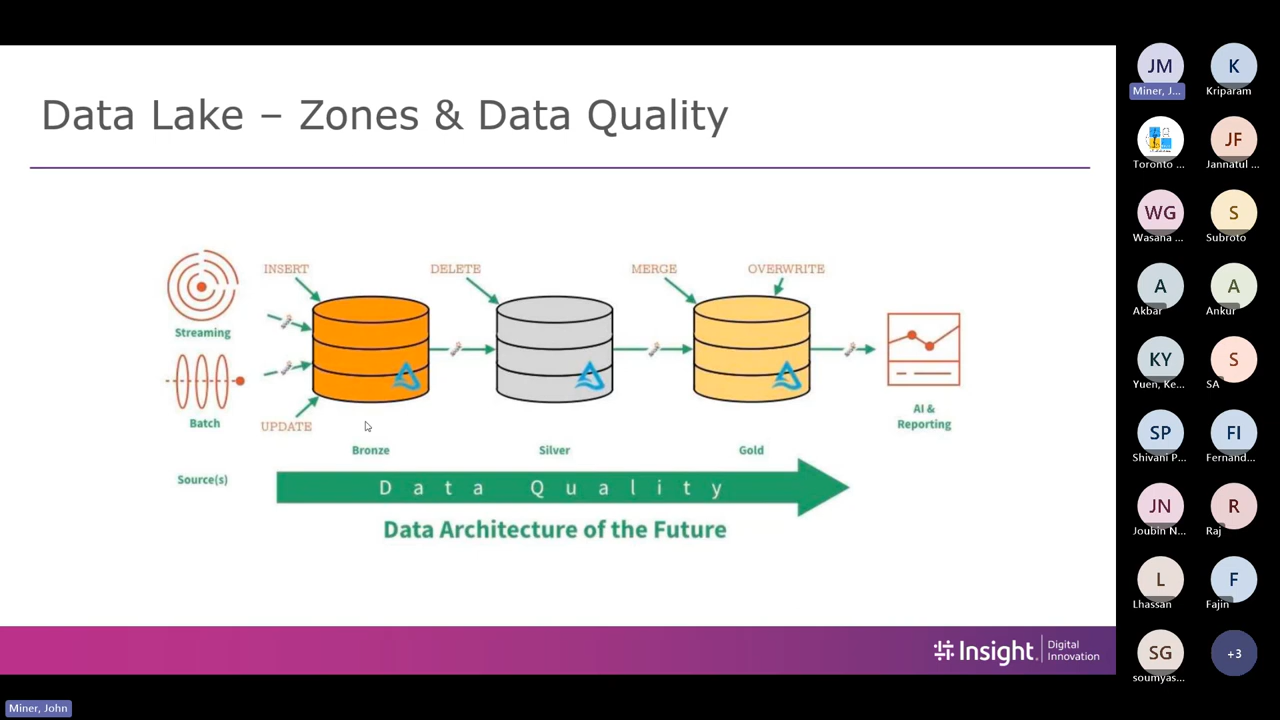 Data Lake – Zones & Data Quality
INSERT
DELETE
MERGE
OVERWRITE
Streaming
Batch
UPDATE
AI &
Reporting
Bronze
Silver
Gold
Source(s)
Data Quality
Data Architecture of the Future
Insight
Digital
Innovation
JM
Miner, J...
K
Kriparam
Toronto ...
JF
Jannatul ...
WG
Wasana ...
S
Subroto
A
Akbar
A
Ankur
KY
Yuen, Ke...
S
SA
SP
Shivani P...
FI
Fernand...
JN
Joubin N...
R
Raj
L
Lhassan
F
Fajin
SG
soumyas...
+3
Miner, John